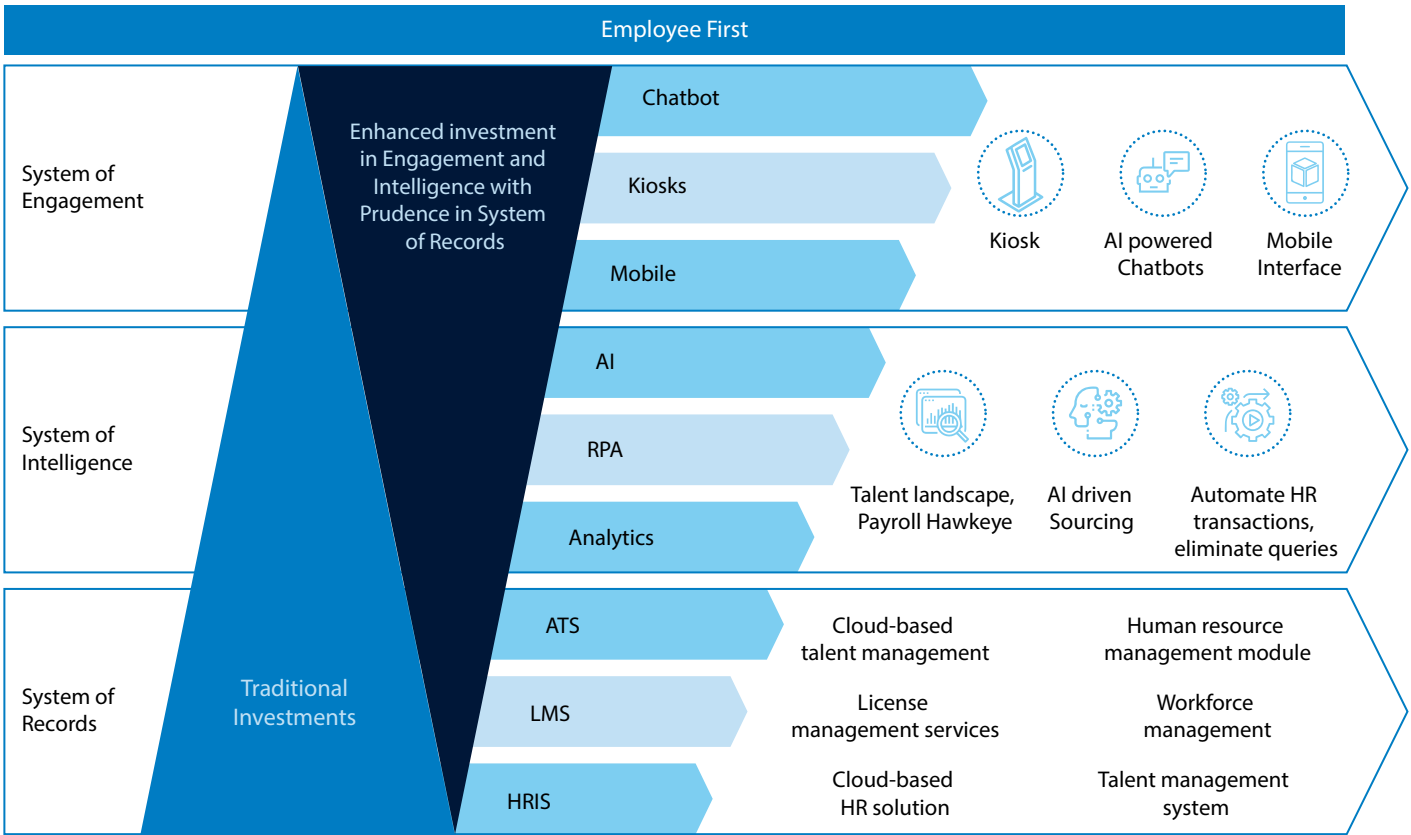 Employee First
System of
Engagement
Enhanced investment
in Engagement and
Intelligence with
Prudence in System
of Records
Chatbot
Kiosks
Mobile
Kiosk
AI powered
Chatbots
Mobile
Interface
System of
Intelligence
AI
RPA
Analytics
Talent landscape,
Payroll Hawkeye
AI driven
Sourcing
Automate HR
transactions,
eliminate queries
System of
Records
Traditional
Investments
ATS
LMS
HRIS
Cloud-based
talent management
Human resource
management module
License
management services
Workforce
management
Cloud-based
HR solution
Talent management
system